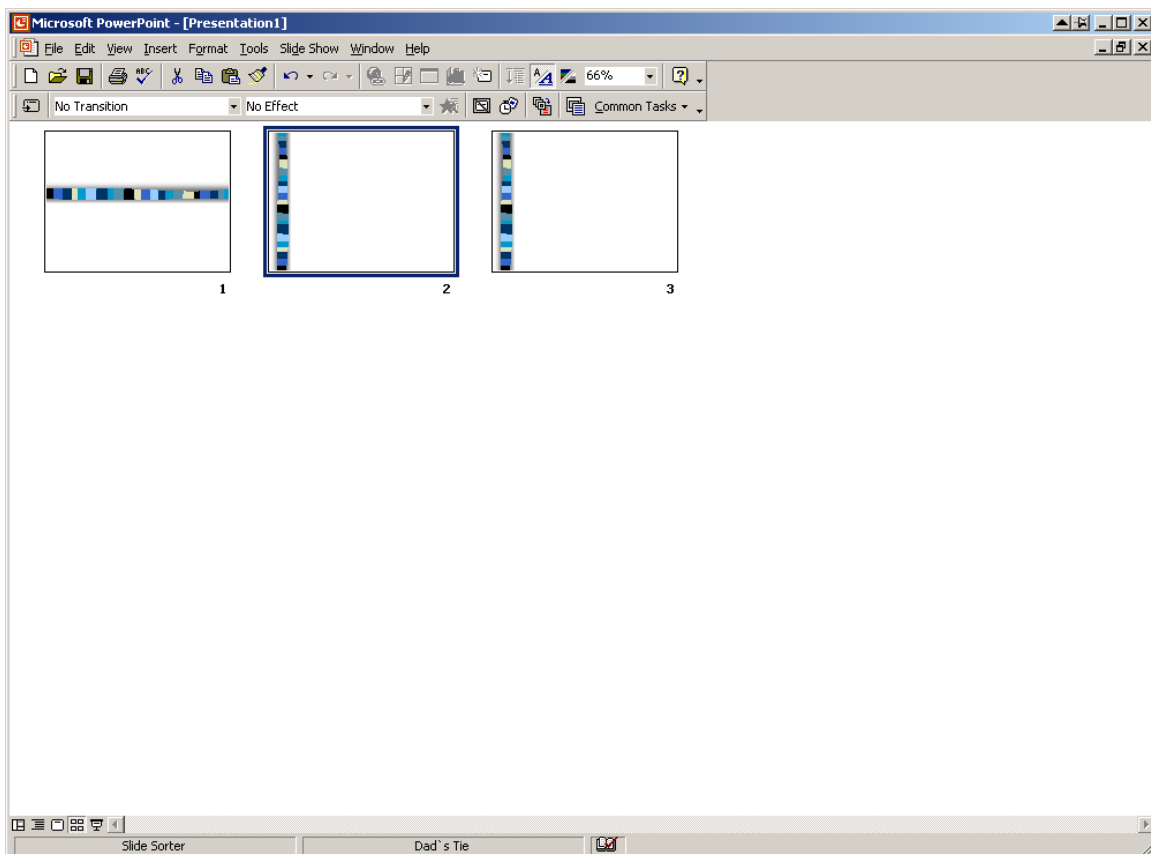 Microsoft PowerPoint - [Presentation1]
File Edit View Insert Format Tools Slide Show Window Help
ABC A A 66% ?
No Transition No Effect Common Tasks
1 2 3
Slide Sorter Dad`s Tie